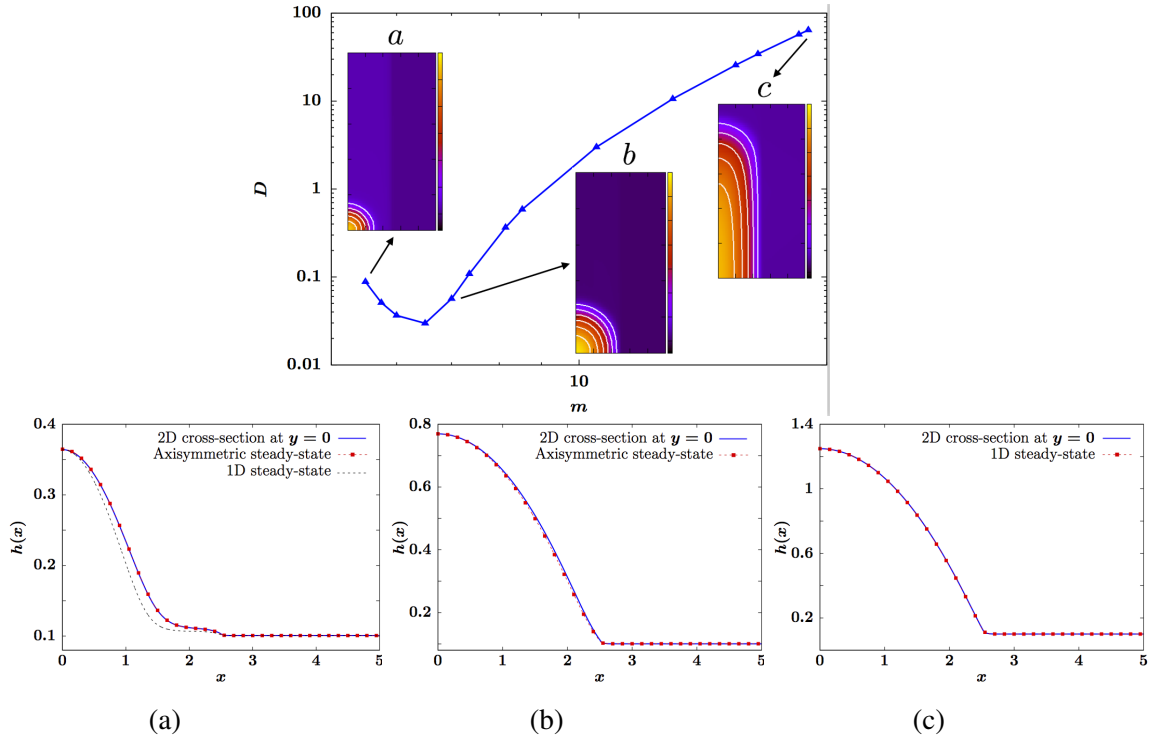 100
10
1
0.1
0.01
D
10
m
a
b
c
0.4
0.3
0.2
0.1
0 1 2 3 4 5
h(x)
x
2D cross-section at y = 0
Axisymmetric steady-state
1D steady-state
(a)
0.8
0.6
0.4
0.2
0 1 2 3 4 5
h(x)
x
2D cross-section at y = 0
Axisymmetric steady-state
(b)
1.4
1
0.6
0.2
0 1 2 3 4 5
h(x)
x
2D cross-section at y = 0
1D steady-state
(c)